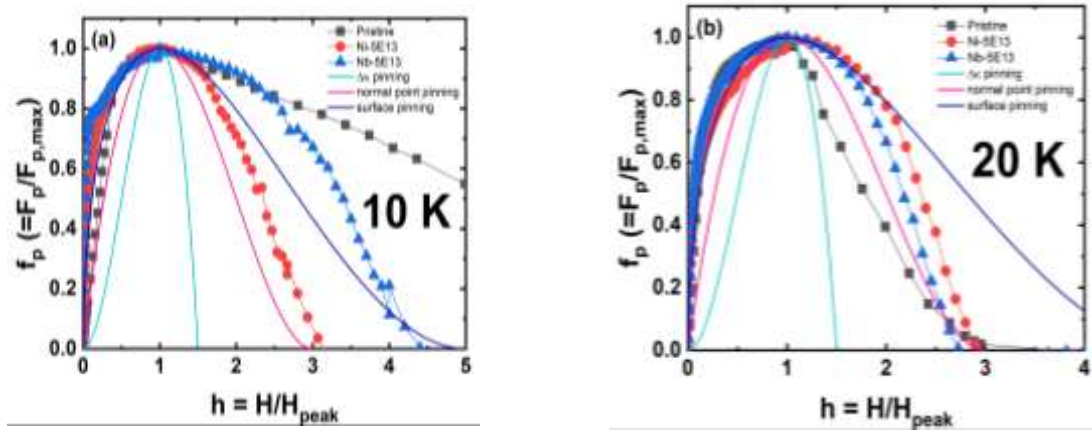 (a)
Pristine
Ni-5E13
Nb-5E13
Δκ pinning
normal point pinning
surface pinning
10 K
fp (=Fp/Fp,max)
1.0
0.8
0.6
0.4
0.2
0.0
0 1 2 3 4 5
h = H/Hpeak
(b)
Pristine
Ni-5E13
Nb-5E13
Δκ pinning
normal point pinning
surface pinning
20 K
fp (=Fp/Fp,max)
1.0
0.8
0.6
0.4
0.2
0.0
0 1 2 3 4
h = H/Hpeak